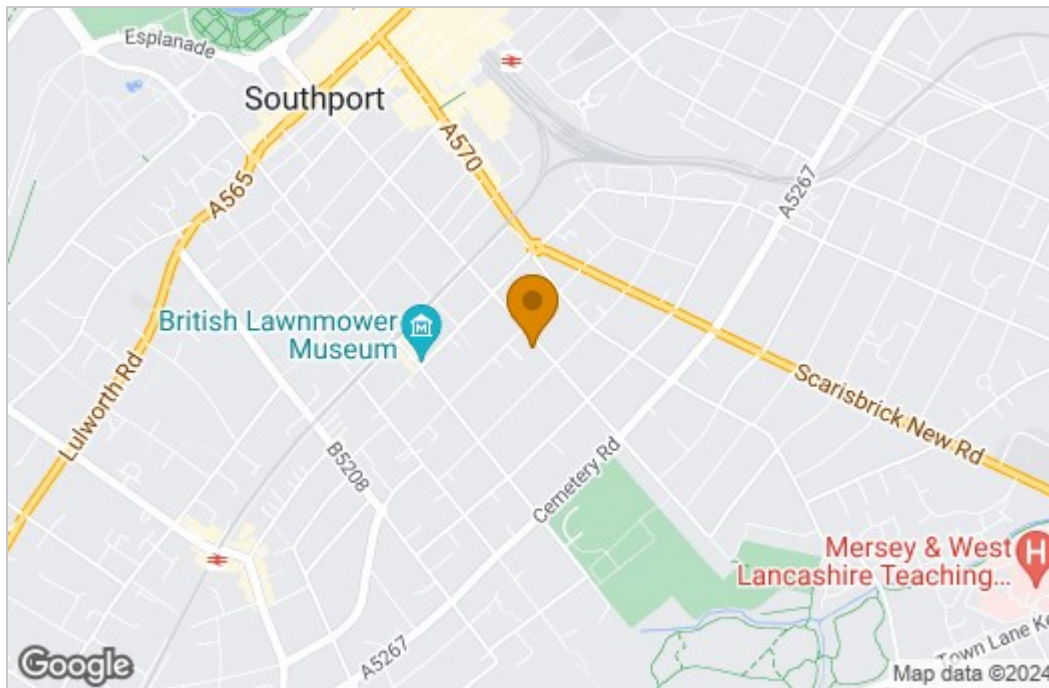 Esplanade
Southport
A570
A565
A5267
British Lawnmower
Museum
Lulworth Rd
Scarisbrick New Rd
B5208
Cemetery Rd
Mersey & West
Lancashire Teaching...
H
M
A5267
Town Lane Ke
Google
Map data ©2024